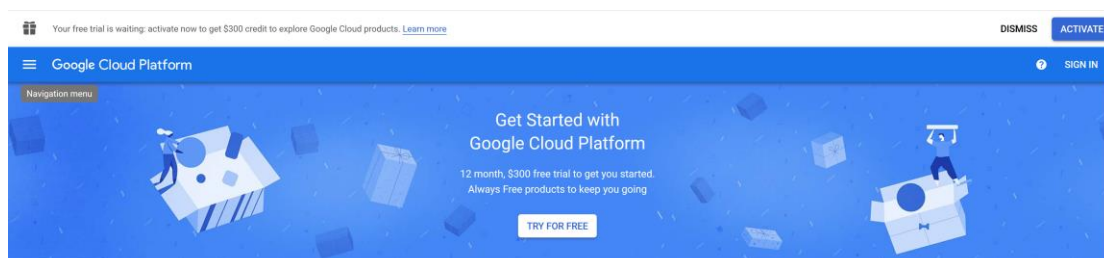 Your free trial is waiting: activate now to get $300 credit to explore Google Cloud products. Learn more
DISMISS
ACTIVATE
Google Cloud Platform
SIGN IN
Navigation menu
Get Started with
Google Cloud Platform
12 month, $300 free trial to get you started.
Always Free products to keep you going
TRY FOR FREE